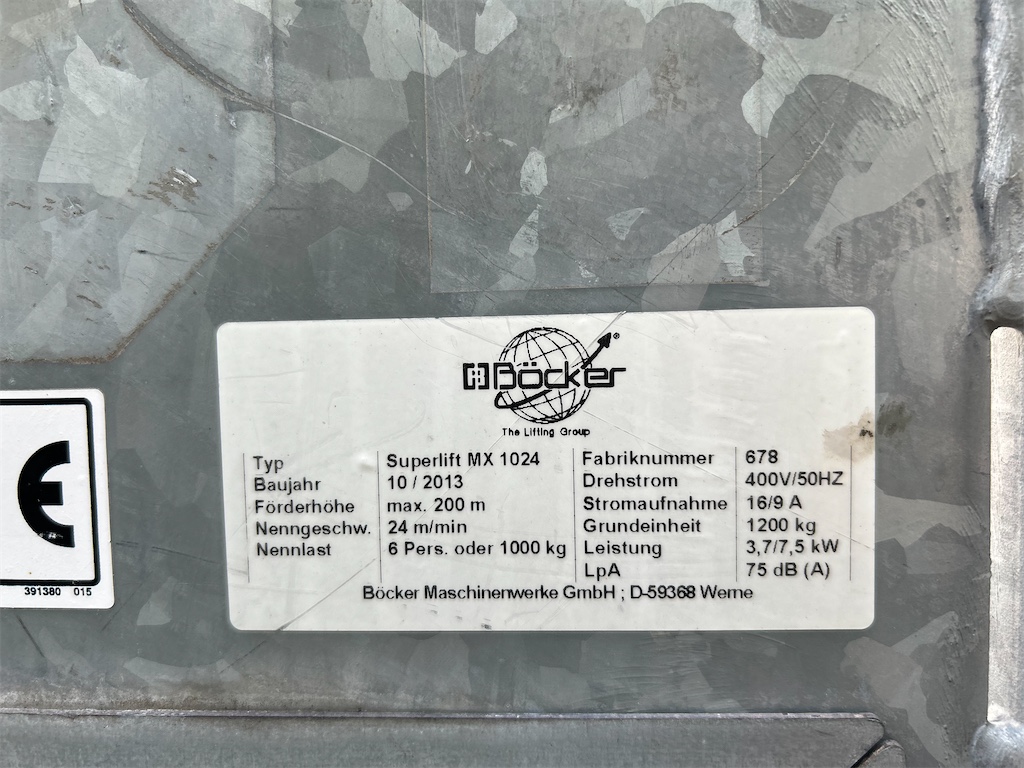 Böcker®
The Lifting Group
Typ Superlift MX 1024 Fabriknummer 678
Baujahr 10 / 2013 Drehstrom 400V/50HZ
Förderhöhe max. 200 m Stromaufnahme 16/9 A
Nenngeschw. 24 m/min Grundeinheit 1200 kg
Nennlast 6 Pers. oder 1000 kg Leistung 3,7/7,5 kW
LpA 75 dB (A)
Böcker Maschinenwerke GmbH ; D-59368 Werne
CE
391380 015